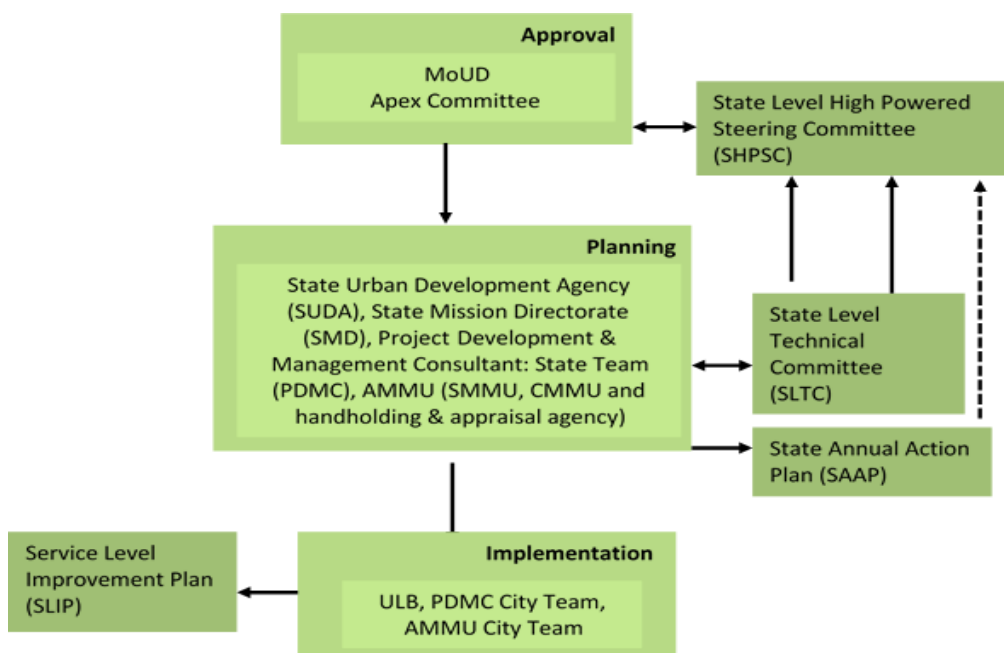 Approval
MoUD
Apex Committee
State Level High Powered
Steering Committee
(SHPSC)
Planning
State Urban Development Agency
(SUDA), State Mission Directorate
(SMD), Project Development &
Management Consultant: State Team
(PDMC), AMMU (SMMU, CMMU and
handholding & appraisal agency)
State Level
Technical
Committee
(SLTC)
State Annual Action
Plan (SAAP)
Service Level
Improvement Plan
(SLIP)
Implementation
ULB, PDMC City Team,
AMMU City Team